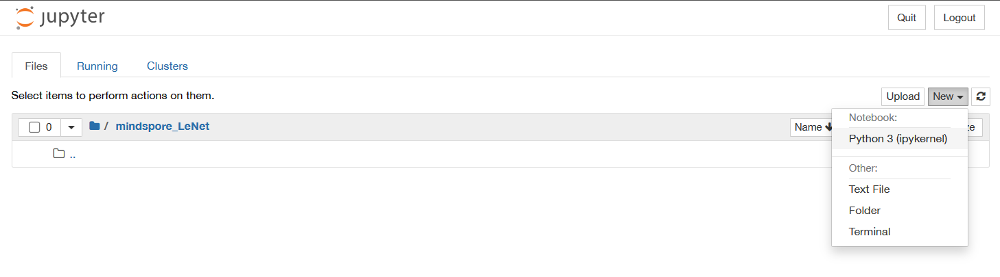 jupyter
Quit Logout
Files Running Clusters
Select items to perform actions on them.
Upload New
0 / mindspore_LeNet
Name
Notebook:
Python 3 (ipykernel)
..
Other:
Text File
Folder
Terminal